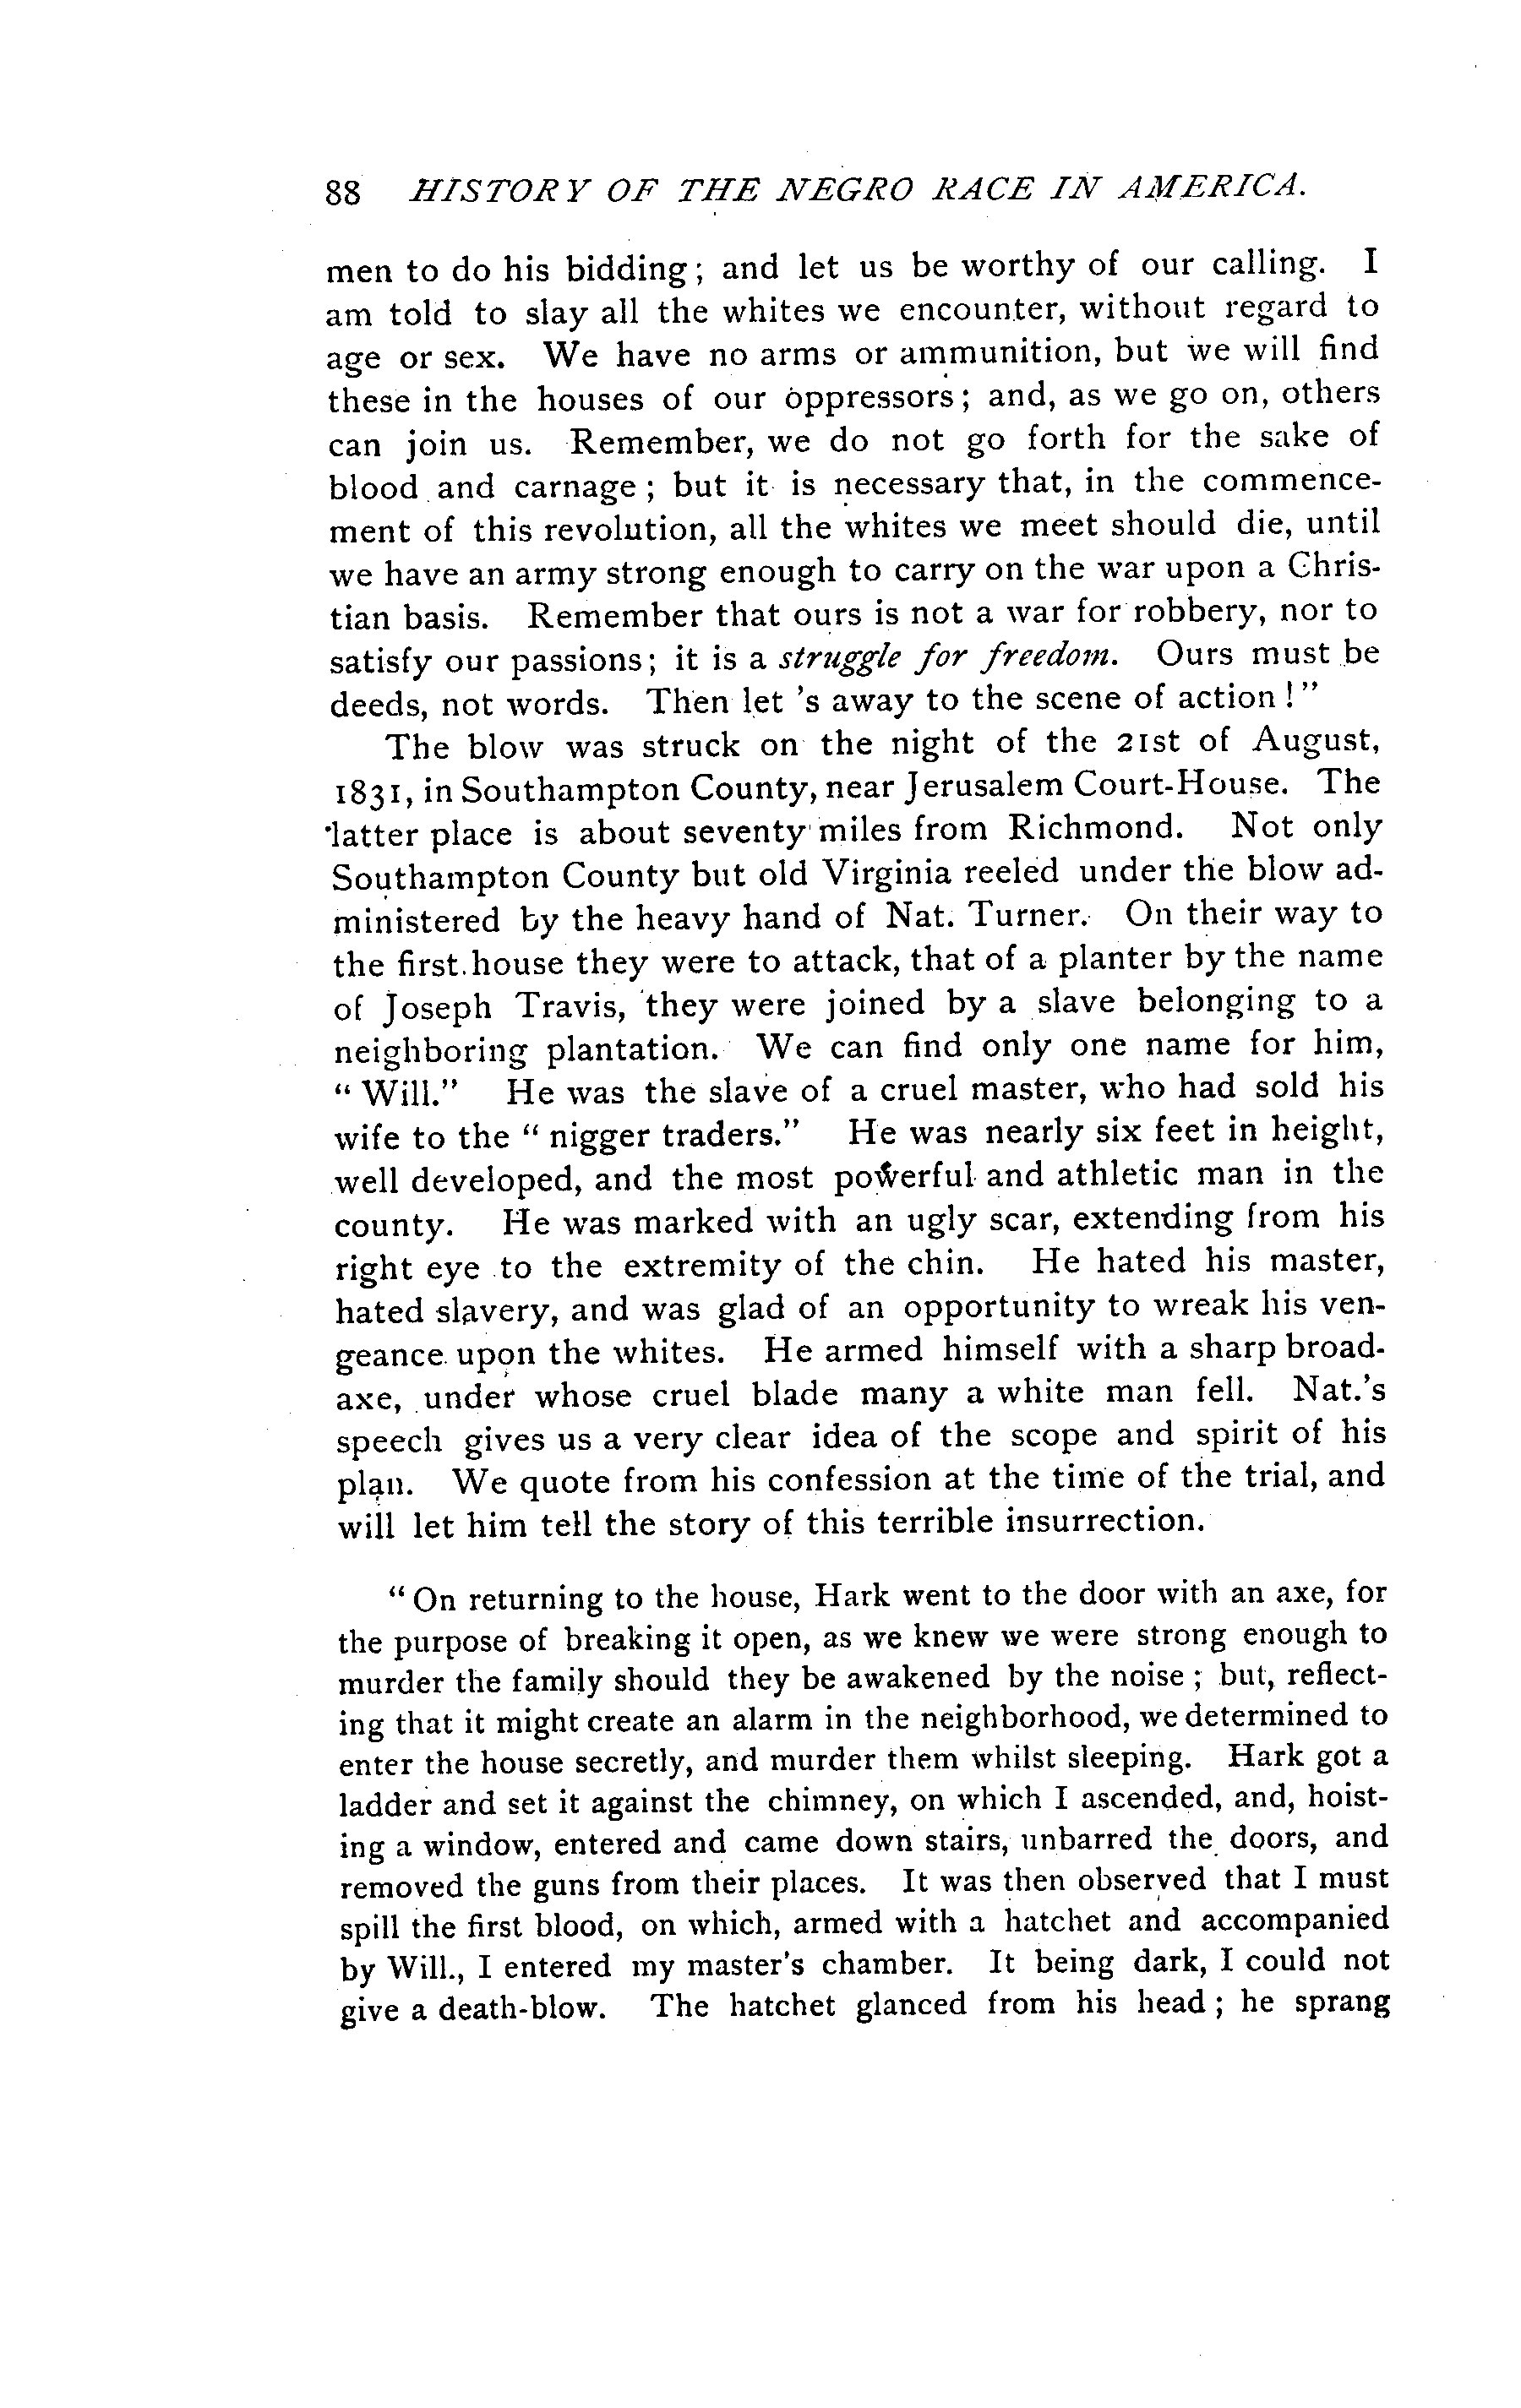 88 HISTORY OF THE NEGRO RACE IN AMERICA.
men to do his bidding; and let us be worthy of our calling. I
am told to slay all the whites we encounter, without regard to
age or sex. We have no arms or ammunition, but we will find
these in the houses of our oppressors; and, as we go on, others
can join us. Remember, we do not go forth for the sake of
blood and carnage; but it is necessary that, in the commence-
ment of this revolution, all the whites we meet should die, until
we have an army strong enough to carry on the war upon a Chris-
tian basis. Remember that ours is not a war for robbery, nor to
satisfy our passions; it is a struggle for freedom. Ours must be
deeds, not words. Then let 's away to the scene of action!"
The blow was struck on the night of the 21st of August,
1831, in Southampton County, near Jerusalem Court-House. The
latter place is about seventy miles from Richmond. Not only
Southampton County but old Virginia reeled under the blow ad-
ministered by the heavy hand of Nat. Turner. On their way to
the first house they were to attack, that of a planter by the name
of Joseph Travis, they were joined by a slave belonging to a
neighboring plantation. We can find only one name for him,
"Will." He was the slave of a cruel master, who had sold his
wife to the "nigger traders." He was nearly six feet in height,
well developed, and the most powerful and athletic man in the
county. He was marked with an ugly scar, extending from his
right eye to the extremity of the chin. He hated his master,
hated slavery, and was glad of an opportunity to wreak his ven-
geance upon the whites. He armed himself with a sharp broad-
axe, under whose cruel blade many a white man fell. Nat.'s
speech gives us a very clear idea of the scope and spirit of his
plan. We quote from his confession at the time of the trial, and
will let him tell the story of this terrible insurrection.
"On returning to the house, Hark went to the door with an axe, for
the purpose of breaking it open, as we knew we were strong enough to
murder the family should they be awakened by the noise; but, reflect-
ing that it might create an alarm in the neighborhood, we determined to
enter the house secretly, and murder them whilst sleeping. Hark got a
ladder and set it against the chimney, on which I ascended, and, hoist-
ing a window, entered and came down stairs, unbarred the doors, and
removed the guns from their places. It was then observed that I must
spill the first blood, on which, armed with a hatchet and accompanied
by Will., I entered my master's chamber. It being dark, I could not
give a death-blow. The hatchet glanced from his head; he sprang